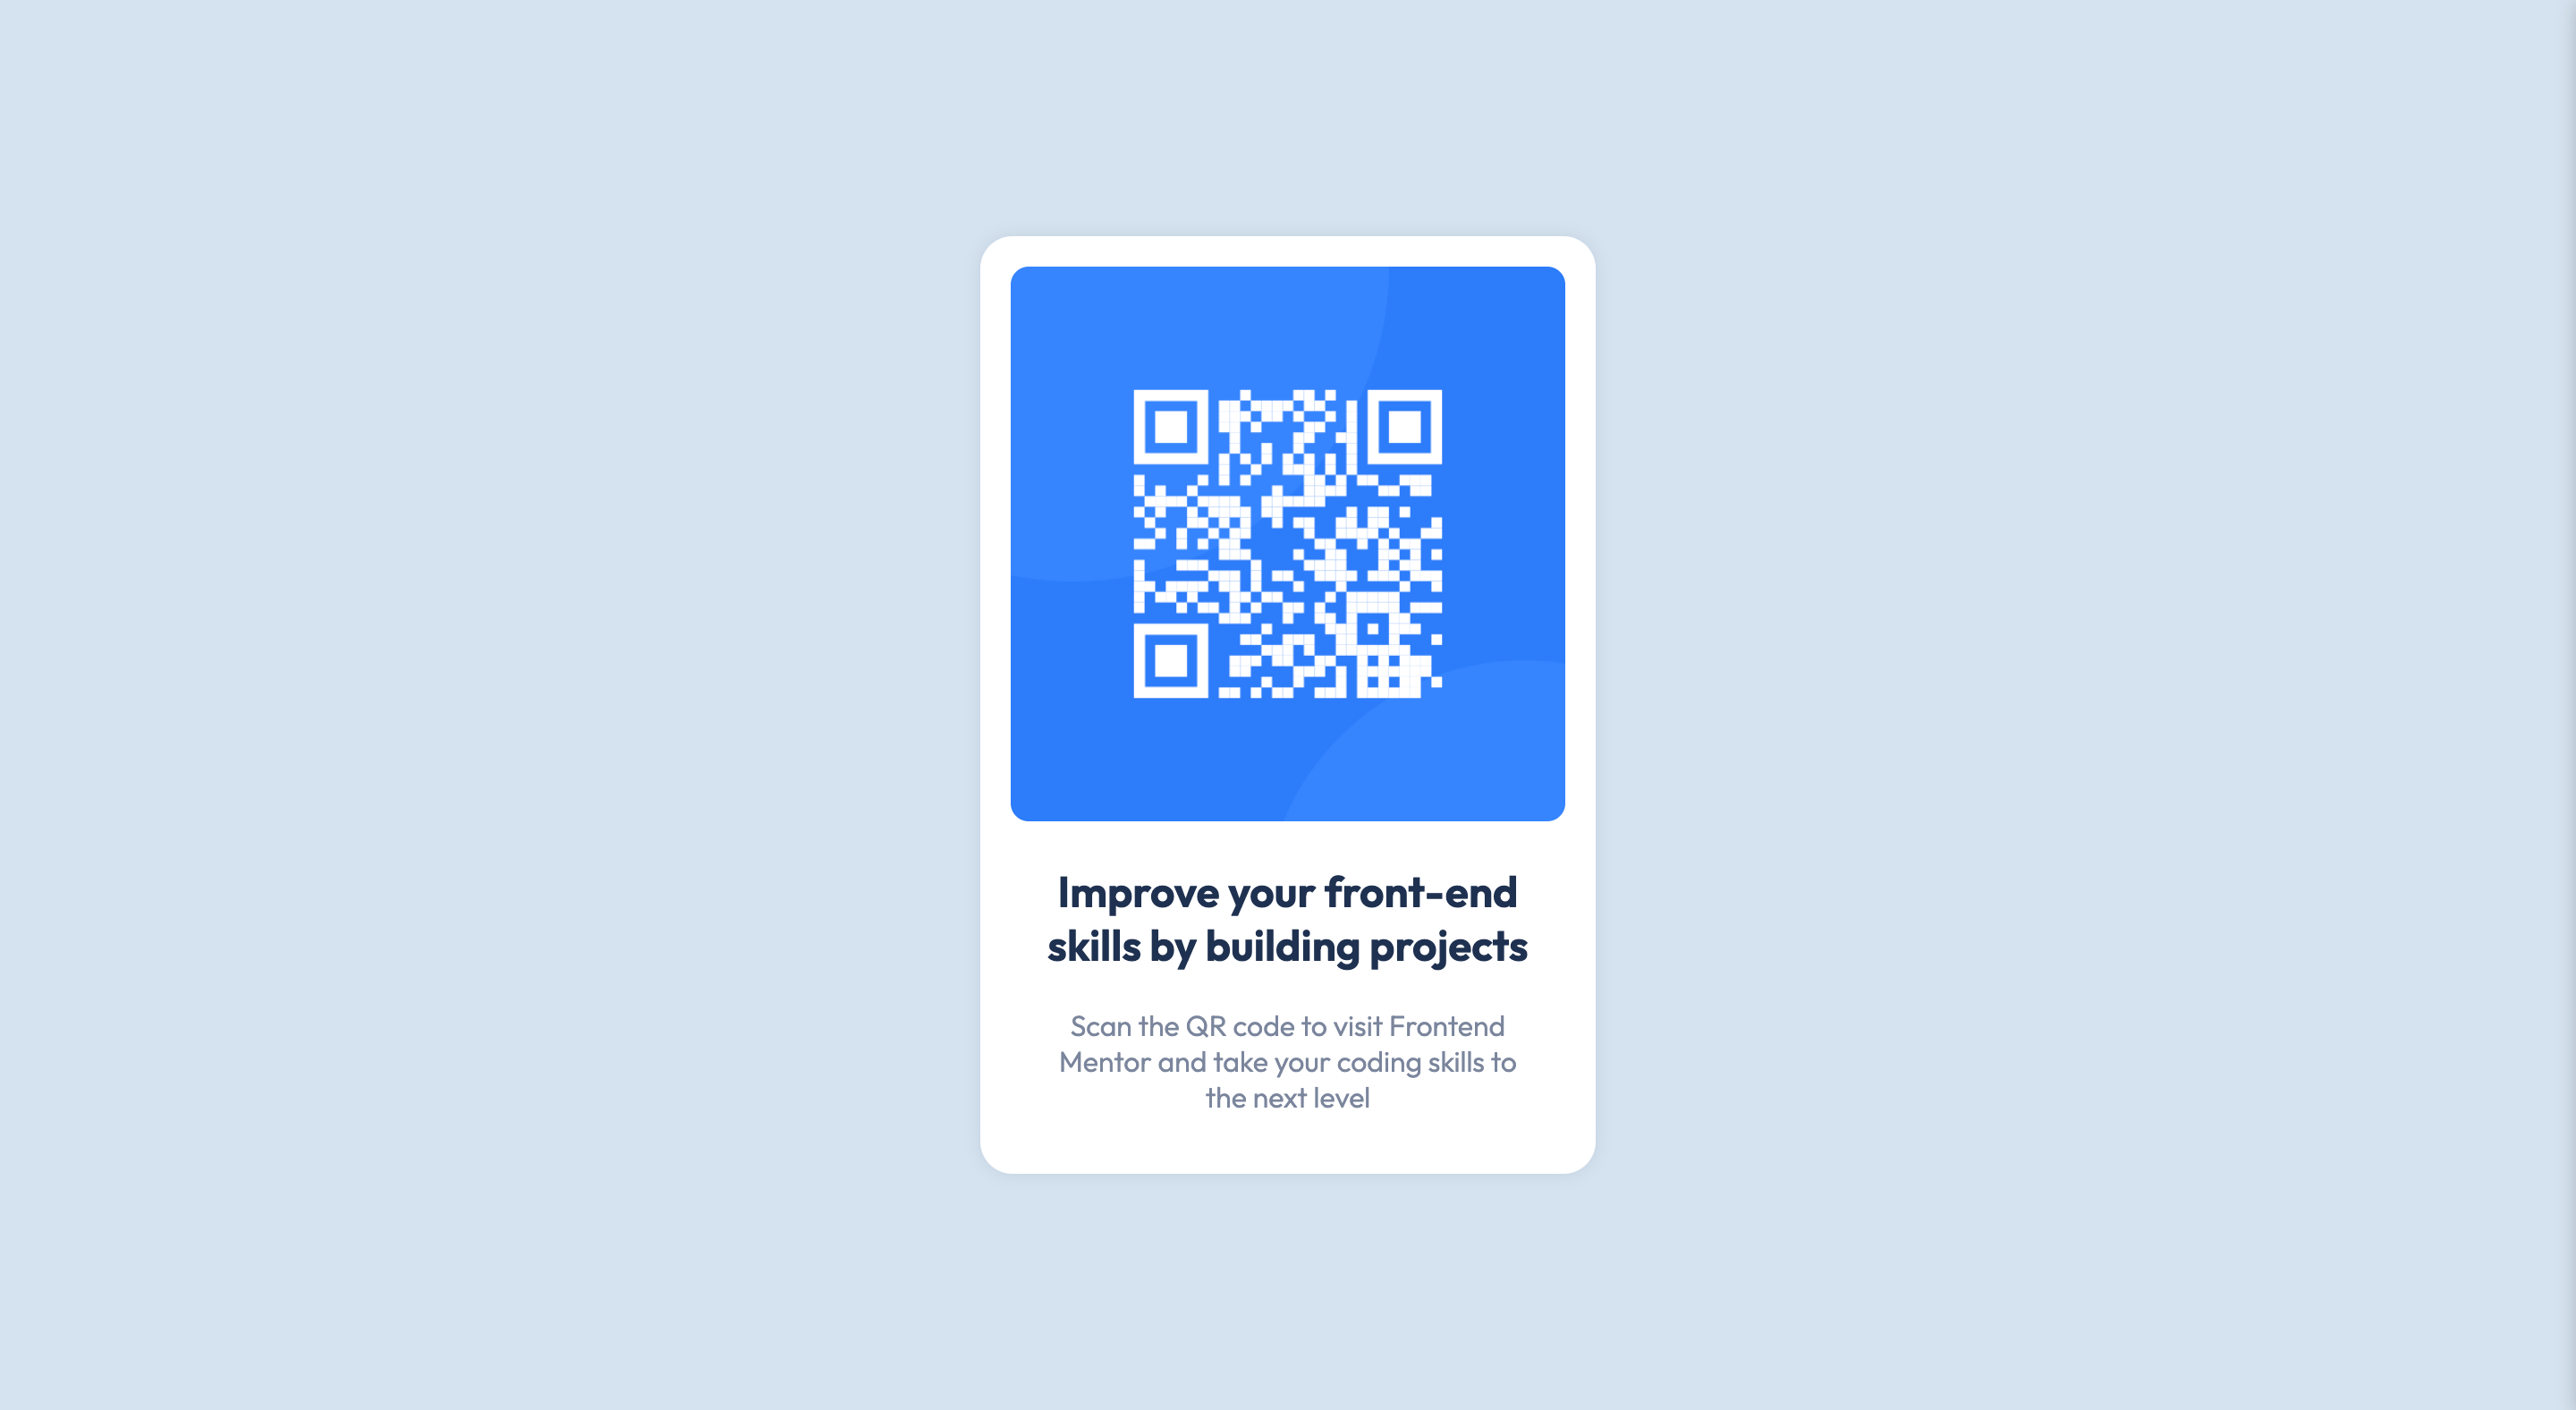 Improve your front-end
skills by building projects
Scan the QR code to visit Frontend
Mentor and take your coding skills to
the next level